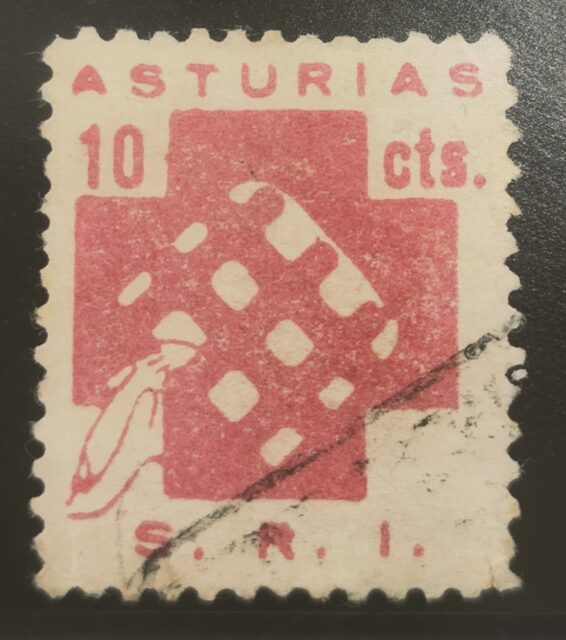 ASTURIAS
10 cts.
S. R. I.